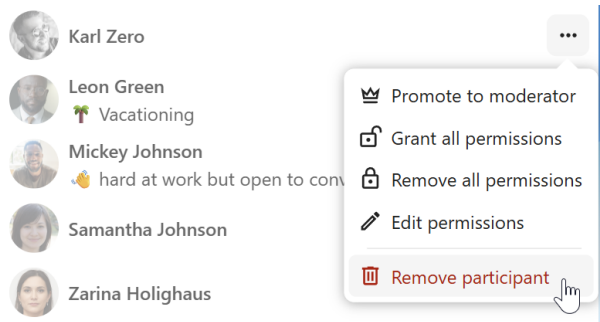 Karl Zero
Leon Green
🌴 Vacationing
Mickey Johnson
👋 hard at work but open to conv
Samantha Johnson
Zarina Holighaus
Promote to moderator
Grant all permissions
Remove all permissions
Edit permissions
Remove participant